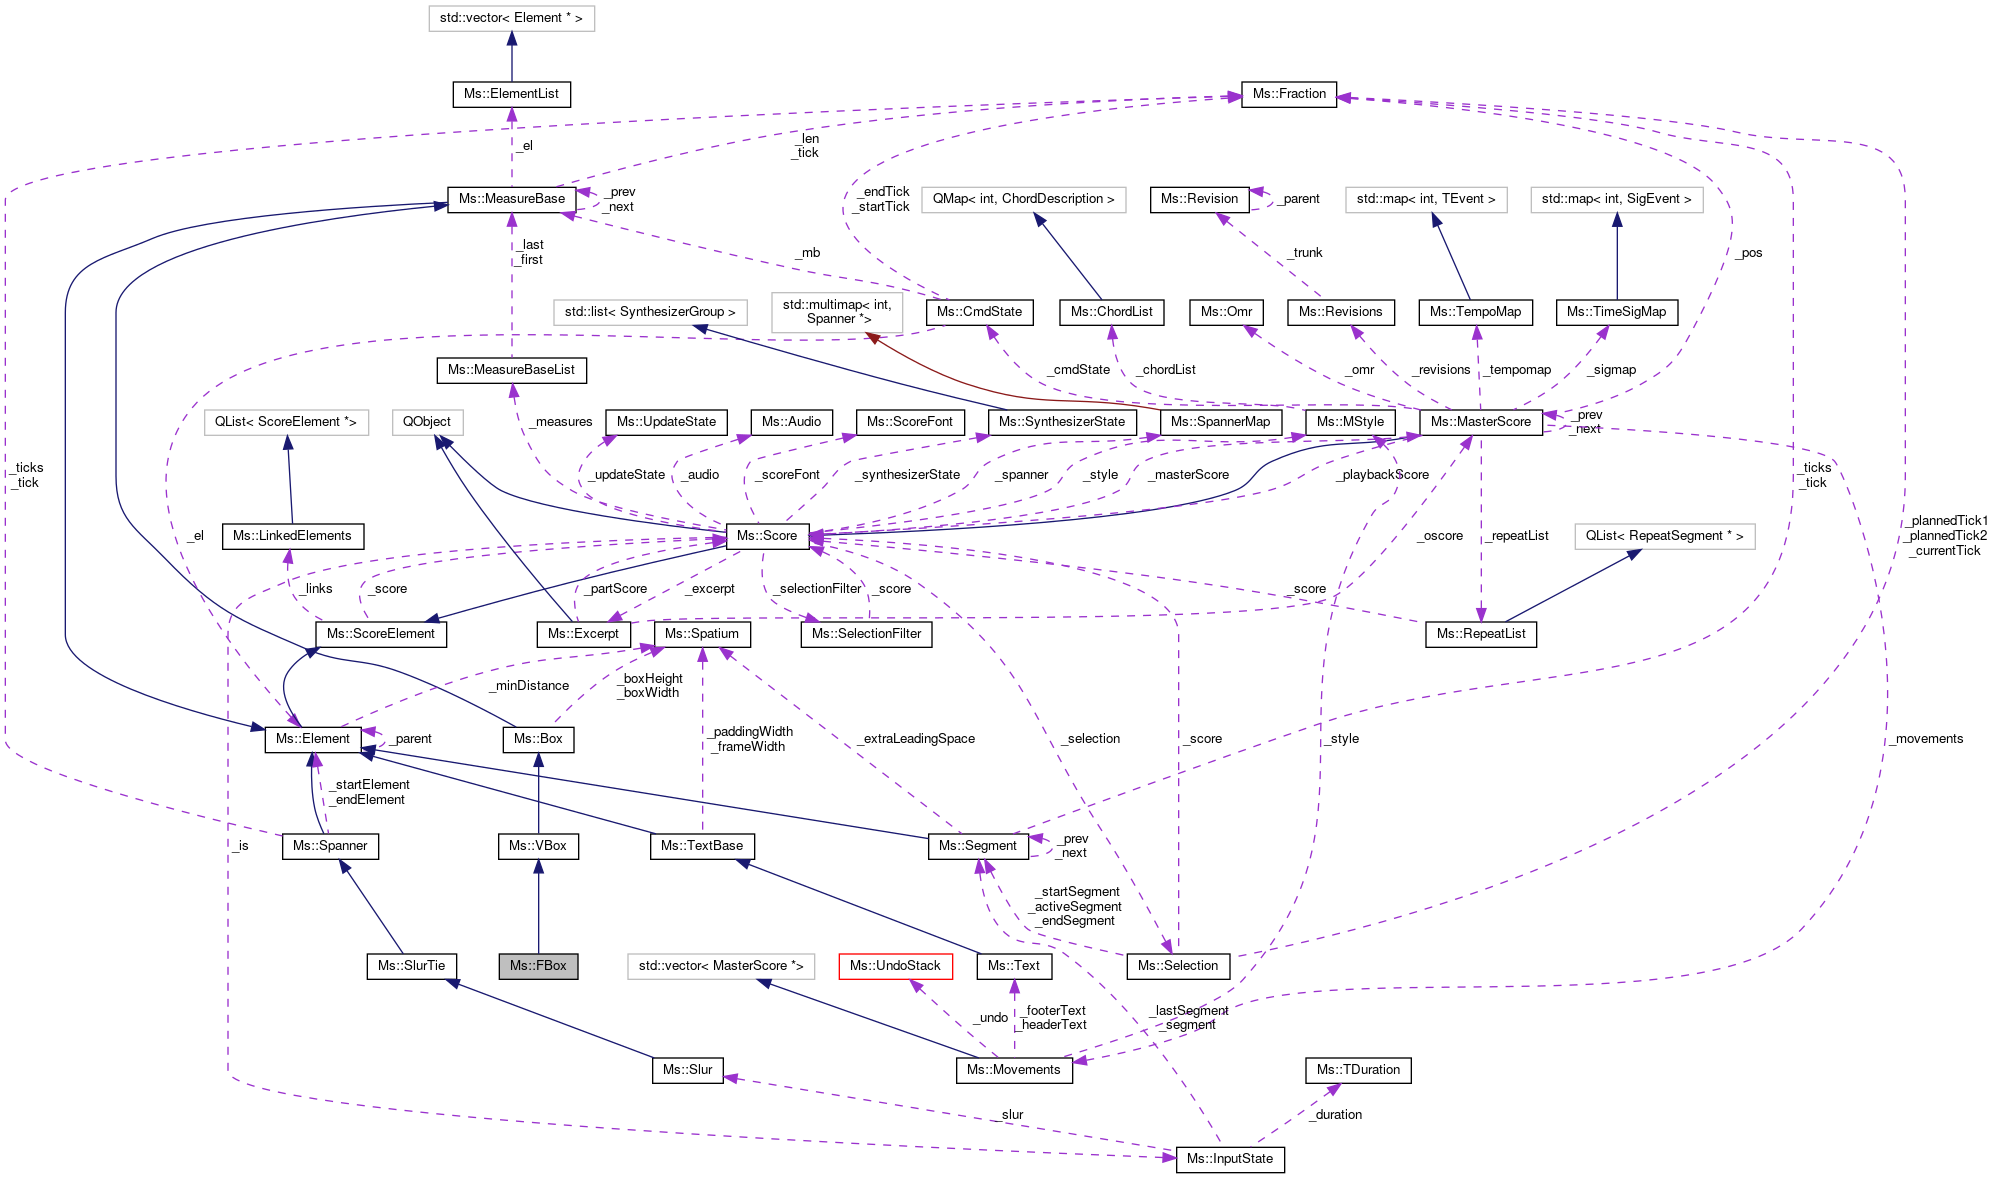 std::vector< Element * >
Ms::ElementList
Ms::Fraction
_el
_len
_tick
Ms::MeasureBase
_prev
_next
_endTick
_startTick
QMap< int, ChordDescription >
Ms::Revision
_parent
std::map< int, TEvent >
std::map< int, SigEvent >
_last
_first
_mb
_trunk
_pos
std::list< SynthesizerGroup >
std::multimap< int,
Spanner *>
Ms::CmdState
Ms::ChordList
Ms::Omr
Ms::Revisions
Ms::TempoMap
Ms::TimeSigMap
Ms::MeasureBaseList
_cmdState
_chordList
_omr
_revisions
_tempomap
_sigmap
QList< ScoreElement *>
QObject
_measures
Ms::UpdateState
Ms::Audio
Ms::ScoreFont
Ms::SynthesizerState
Ms::SpannerMap
Ms::MStyle
Ms::MasterScore
_prev
_next
_ticks
_tick
_updateState
_audio
_scoreFont
_synthesizerState
_spanner
_style
_masterScore
_playbackScore
_ticks
_tick
_el
Ms::LinkedElements
Ms::Score
_oscore
_repeatList
QList< RepeatSegment * >
_plannedTick1
_plannedTick2
_currentTick
_links
_score
_partScore
_excerpt
_selectionFilter
_score
_score
Ms::ScoreElement
Ms::Excerpt
Ms::Spatium
Ms::SelectionFilter
Ms::RepeatList
_minDistance
_boxHeight
_boxWidth
Ms::Element
_parent
Ms::Box
_paddingWidth
_frameWidth
_extraLeadingSpace
_selection
_score
_style
_movements
_startElement
_endElement
_is
Ms::Spanner
Ms::VBox
Ms::TextBase
Ms::Segment
_prev
_next
_startSegment
_activeSegment
_endSegment
Ms::SlurTie
Ms::FBox
std::vector< MasterScore *>
Ms::UndoStack
Ms::Text
Ms::Selection
_undo
_footerText
_headerText
_lastSegment
_segment
Ms::Slur
Ms::Movements
Ms::TDuration
_slur
_duration
Ms::InputState